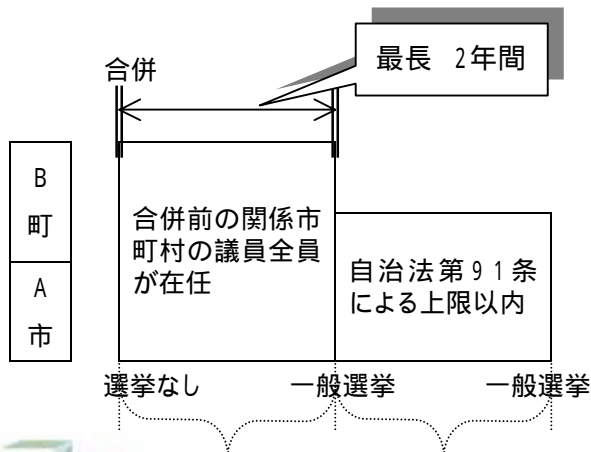 最長 2年間
合併
B
町
A
市
合併前の関係市
町村の議員全員
が在任
自治法第91条
による上限以内
選挙なし
一般選挙
一般選挙